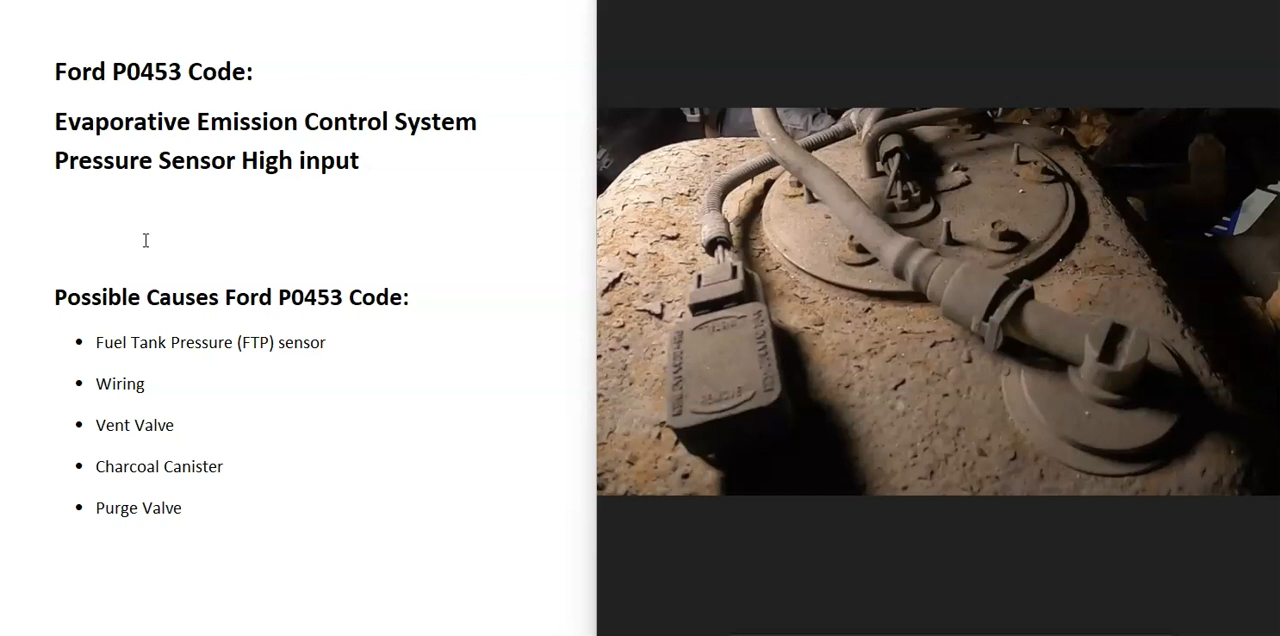 Ford P0453 Code:
Evaporative Emission Control System
Pressure Sensor High input
Possible Causes Ford P0453 Code:
Fuel Tank Pressure (FTP) sensor
Wiring
Vent Valve
Charcoal Canister
Purge Valve